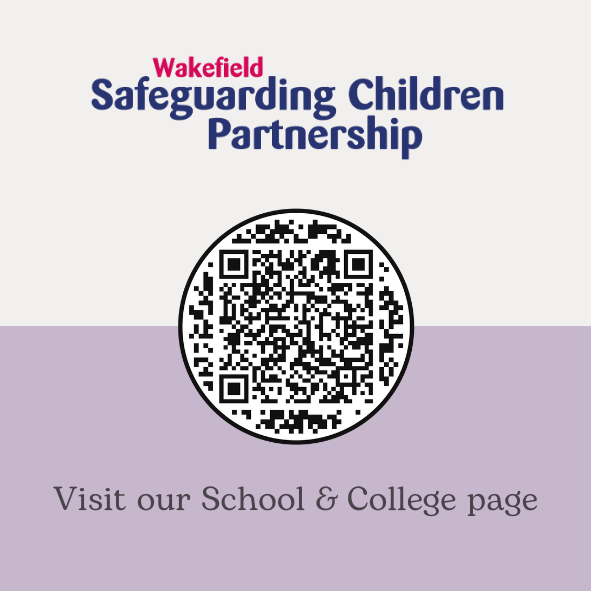 Wakefield
Safeguarding Children
Partnership
Visit our School & College page